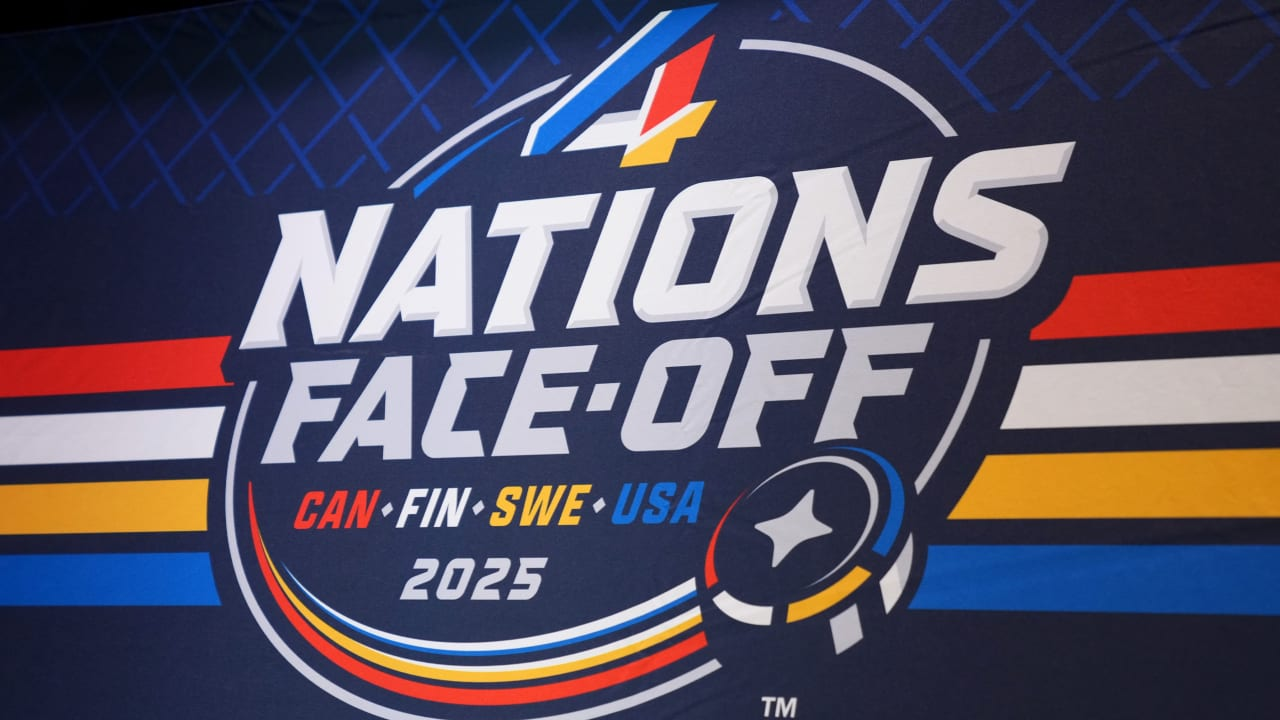 4
NATIONS
FACE-OFF
CAN·FIN·SWE·USA
2025
TM